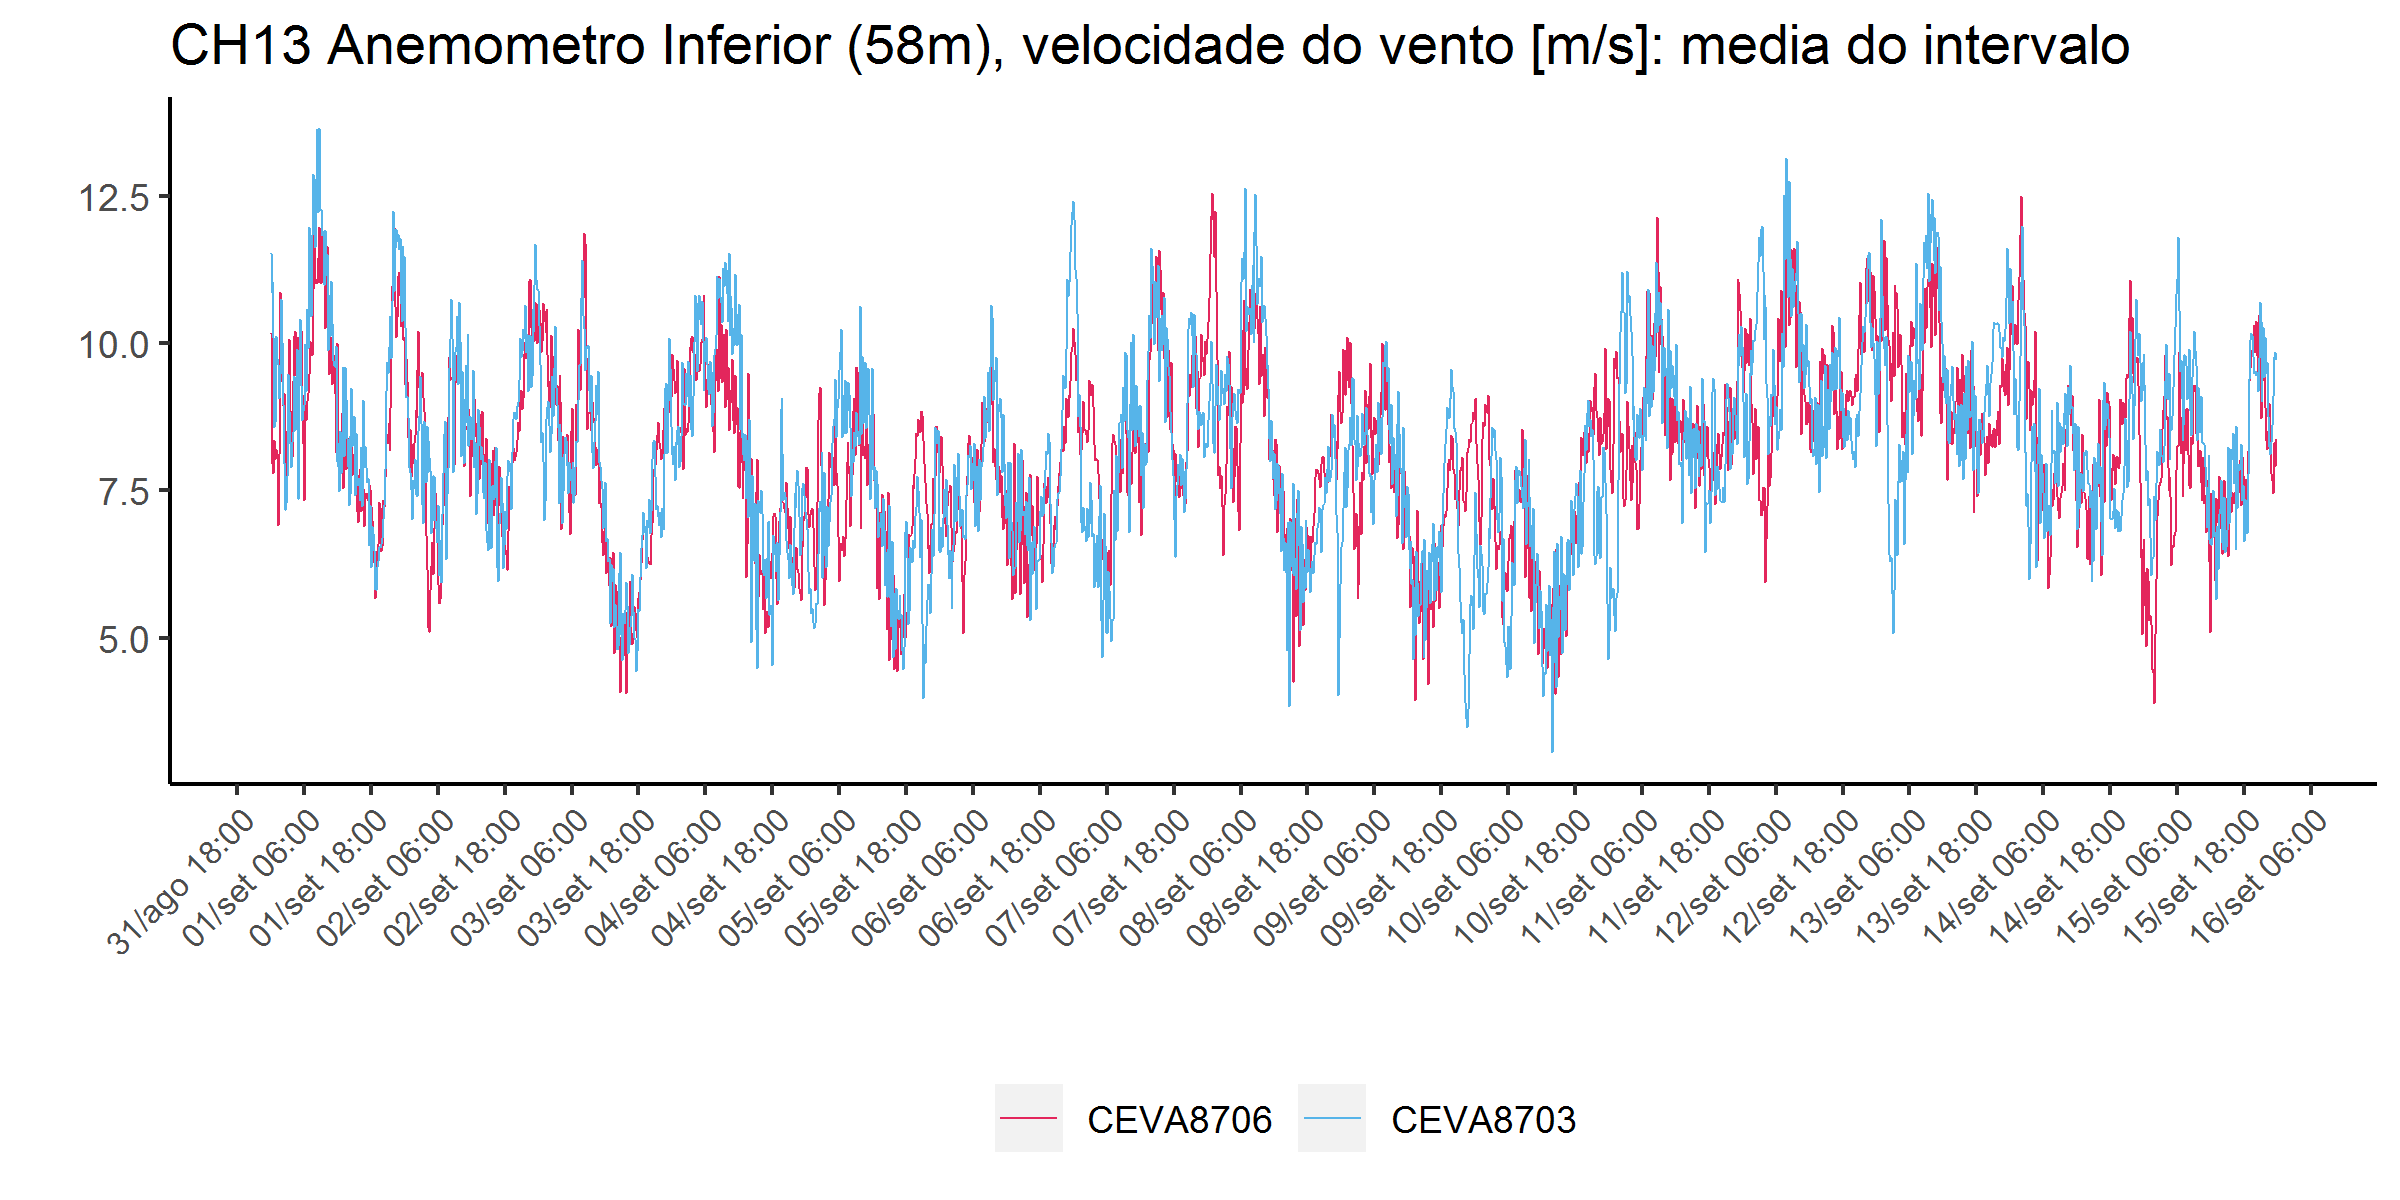 CH13 Anemometro Inferior (58m), velocidade do vento [m/s]: media do intervalo
12.5
10.0
7.5
5.0
31/ago 18:00
01/set 06:00
01/set 18:00
02/set 06:00
02/set 18:00
03/set 06:00
03/set 18:00
04/set 06:00
04/set 18:00
05/set 06:00
05/set 18:00
06/set 06:00
06/set 18:00
07/set 06:00
07/set 18:00
08/set 06:00
08/set 18:00
09/set 06:00
09/set 18:00
10/set 06:00
10/set 18:00
11/set 06:00
11/set 18:00
12/set 06:00
12/set 18:00
13/set 06:00
13/set 18:00
14/set 06:00
14/set 18:00
15/set 06:00
15/set 18:00
16/set 06:00
CEVA8706 CEVA8703